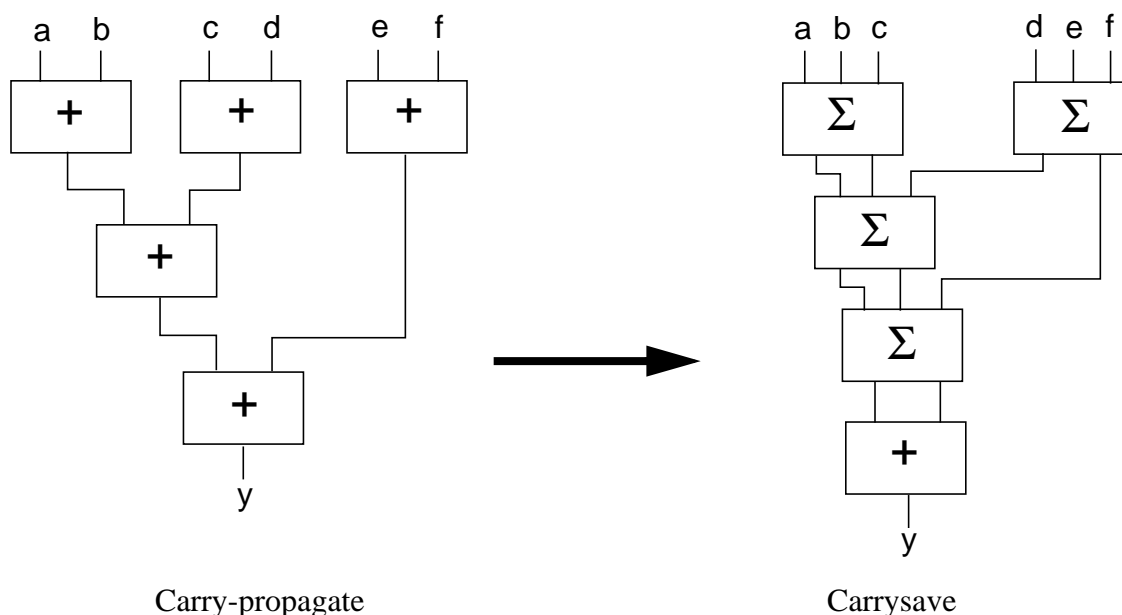 a b c d e f a b c d e f
+ + + Σ Σ
+ Σ
+ Σ
+
y y
Carry-propagate Carrysave